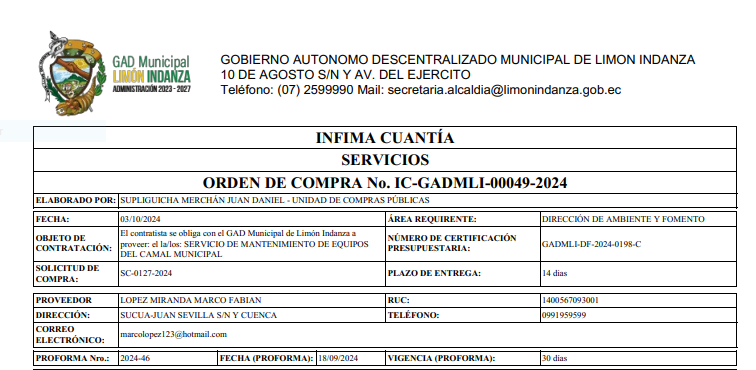 GAD Municipal
LIMÓN INDANZA
ADMINISTRACIÓN 2023 - 2027
GOBIERNO AUTONOMO DESCENTRALIZADO MUNICIPAL DE LIMON INDANZA
10 DE AGOSTO S/N Y AV. DEL EJERCITO
Teléfono: (07) 2599990 Mail: secretaria.alcaldia@limonindanza.gob.ec
INFIMA CUANTÍA
SERVICIOS
ORDEN DE COMPRA No. IC-GADMLI-00049-2024
ELABORADO POR: SUPLIGUICHA MERCHÁN JUAN DANIEL - UNIDAD DE COMPRAS PÚBLICAS
FECHA: 03/10/2024 ÁREA REQUIRENTE: DIRECCIÓN DE AMBIENTE Y FOMENTO
OBJETO DE CONTRATACIÓN: El contratista se obliga con el GAD Municipal de Limón Indanza a
proveer: el la/los: SERVICIO DE MANTENIMIENTO DE EQUIPOS
DEL CAMAL MUNICIPAL
NÚMERO DE CERTIFICACIÓN
PRESUPUESTARIA: GADMLI-DF-2024-0198-C
SOLICITUD DE
COMPRA: SC-0127-2024 PLAZO DE ENTREGA: 14 dias
PROVEEDOR LOPEZ MIRANDA MARCO FABIAN RUC: 1400567093001
DIRECCIÓN: SUCUA-JUAN SEVILLA S/N Y CUENCA TELÉFONO: 0991959599
CORREO
ELECTRÓNICO: marcolopez123@hotmail.com
PROFORMA Nro.: 2024-46 FECHA (PROFORMA): 18/09/2024 VIGENCIA (PROFORMA): 30 dias